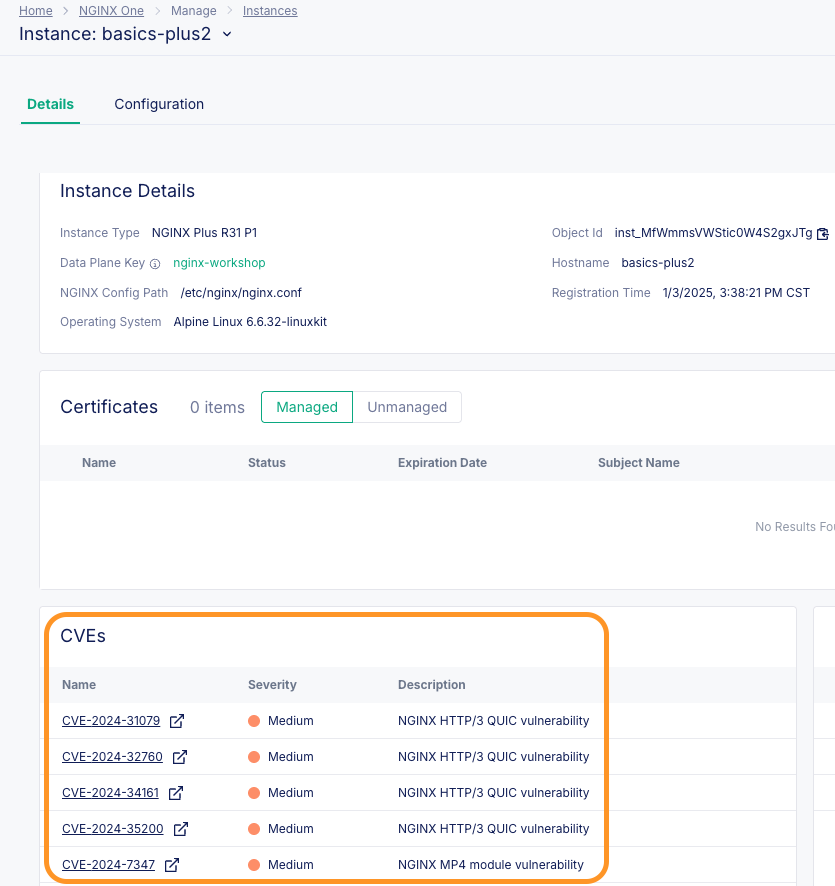 Home > NGINX One > Manage > Instances
Instance: basics-plus2
Details Configuration
Instance Details
Instance Type NGINX Plus R31 P1 Object Id inst_MfWmmsVWStic0W4S2gxJTg
Data Plane Key nginx-workshop Hostname basics-plus2
NGINX Config Path /etc/nginx/nginx.conf Registration Time 1/3/2025, 3:38:21 PM CST
Operating System Alpine Linux 6.6.32-linuxkit
Certificates 0 items Managed Unmanaged
Name Status Expiration Date Subject Name
No Results Fou
CVEs
Name Severity Description
CVE-2024-31079 Medium NGINX HTTP/3 QUIC vulnerability
CVE-2024-32760 Medium NGINX HTTP/3 QUIC vulnerability
CVE-2024-34161 Medium NGINX HTTP/3 QUIC vulnerability
CVE-2024-35200 Medium NGINX HTTP/3 QUIC vulnerability
CVE-2024-7347 Medium NGINX MP4 module vulnerability